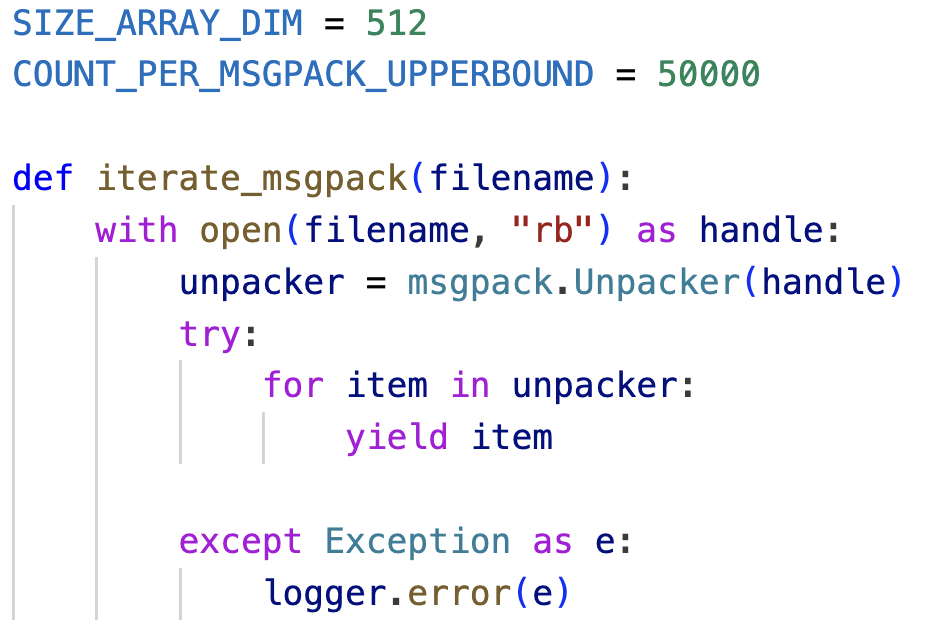 SIZE_ARRAY_DIM = 512
COUNT_PER_MSGPACK_UPPERBOUND = 50000

def iterate_msgpack(filename):
    with open(filename, "rb") as handle:
        unpacker = msgpack.Unpacker(handle)
        try:
            for item in unpacker:
                yield item

        except Exception as e:
            logger.error(e)